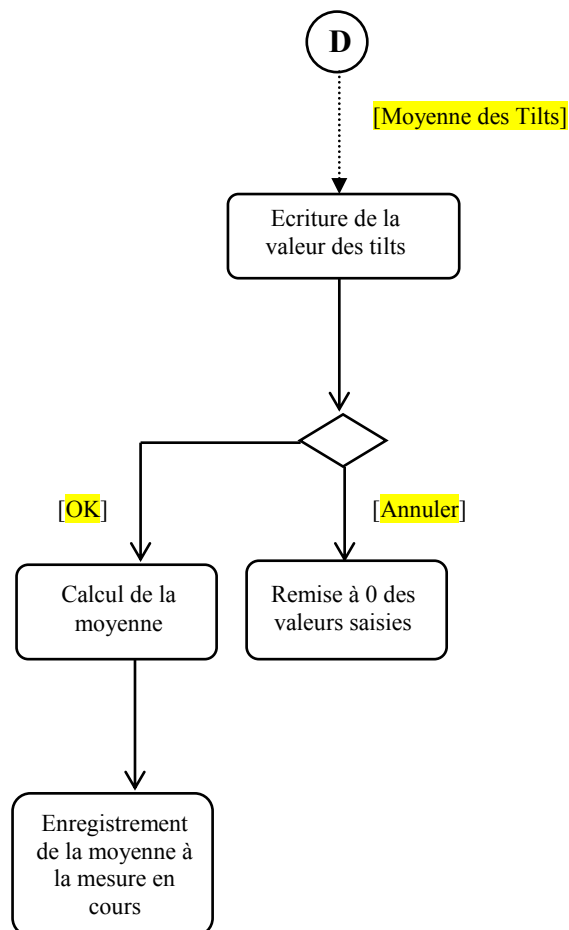 D
[Moyenne des Tilts]
Ecriture de la
valeur des tilts
[OK]
[Annuler]
Calcul de la
moyenne
Remise à 0 des
valeurs saisies
Enregistrement
de la moyenne à
la mesure en
cours